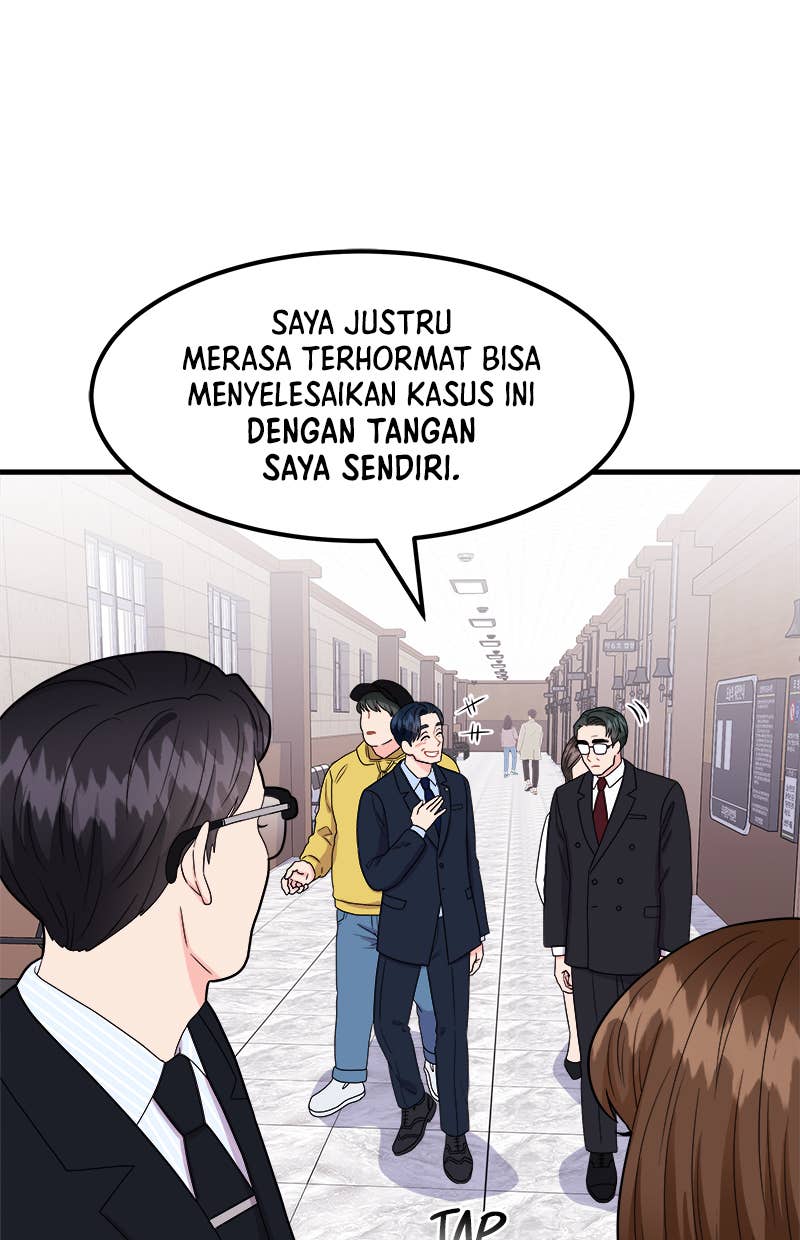 SAYA JUSTRU
MERASA TERHORMAT BISA
MENYELESAIKAN KASUS INI
DENGAN TANGAN
SAYA SENDIRI.
TAP